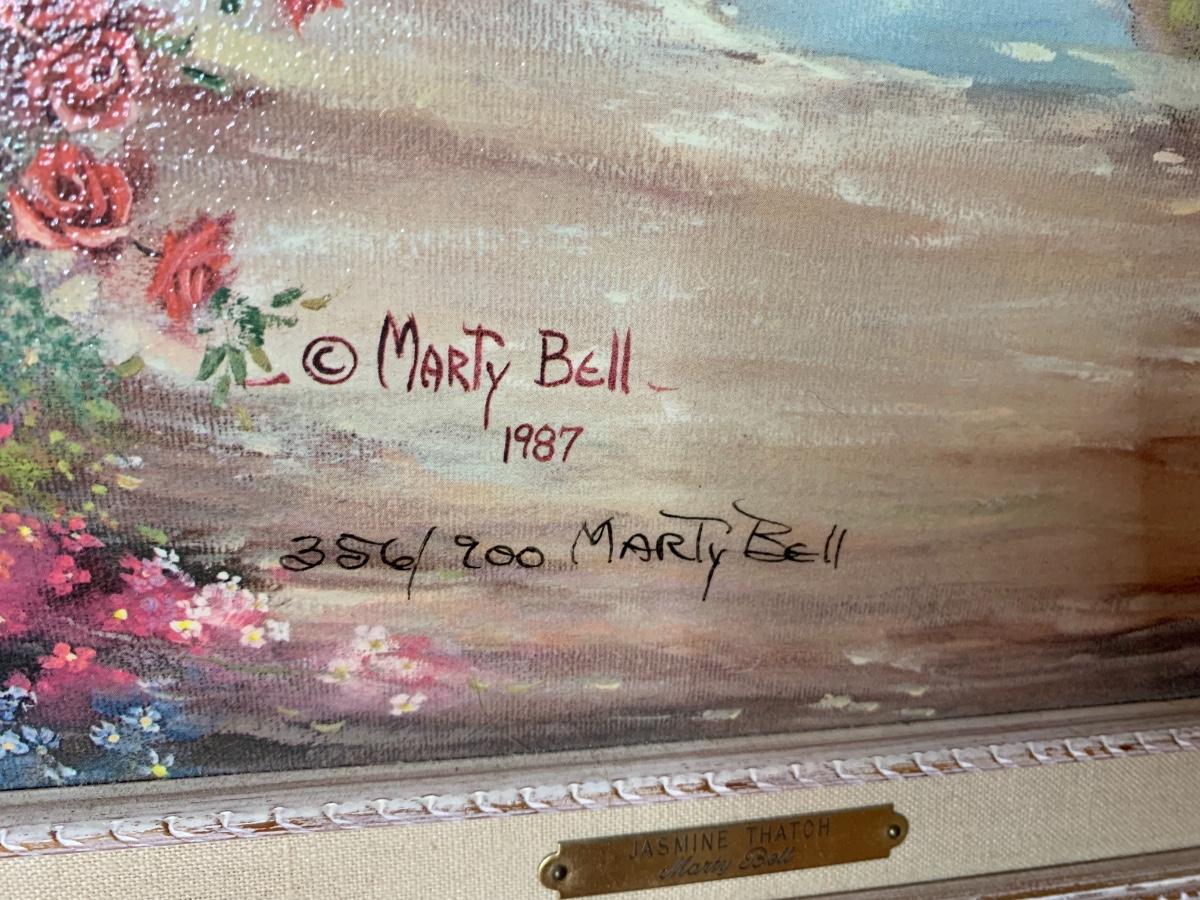 © Marty Bell
1987
356/900 Marty Bell
JASMINE THATCH
Marty Bell